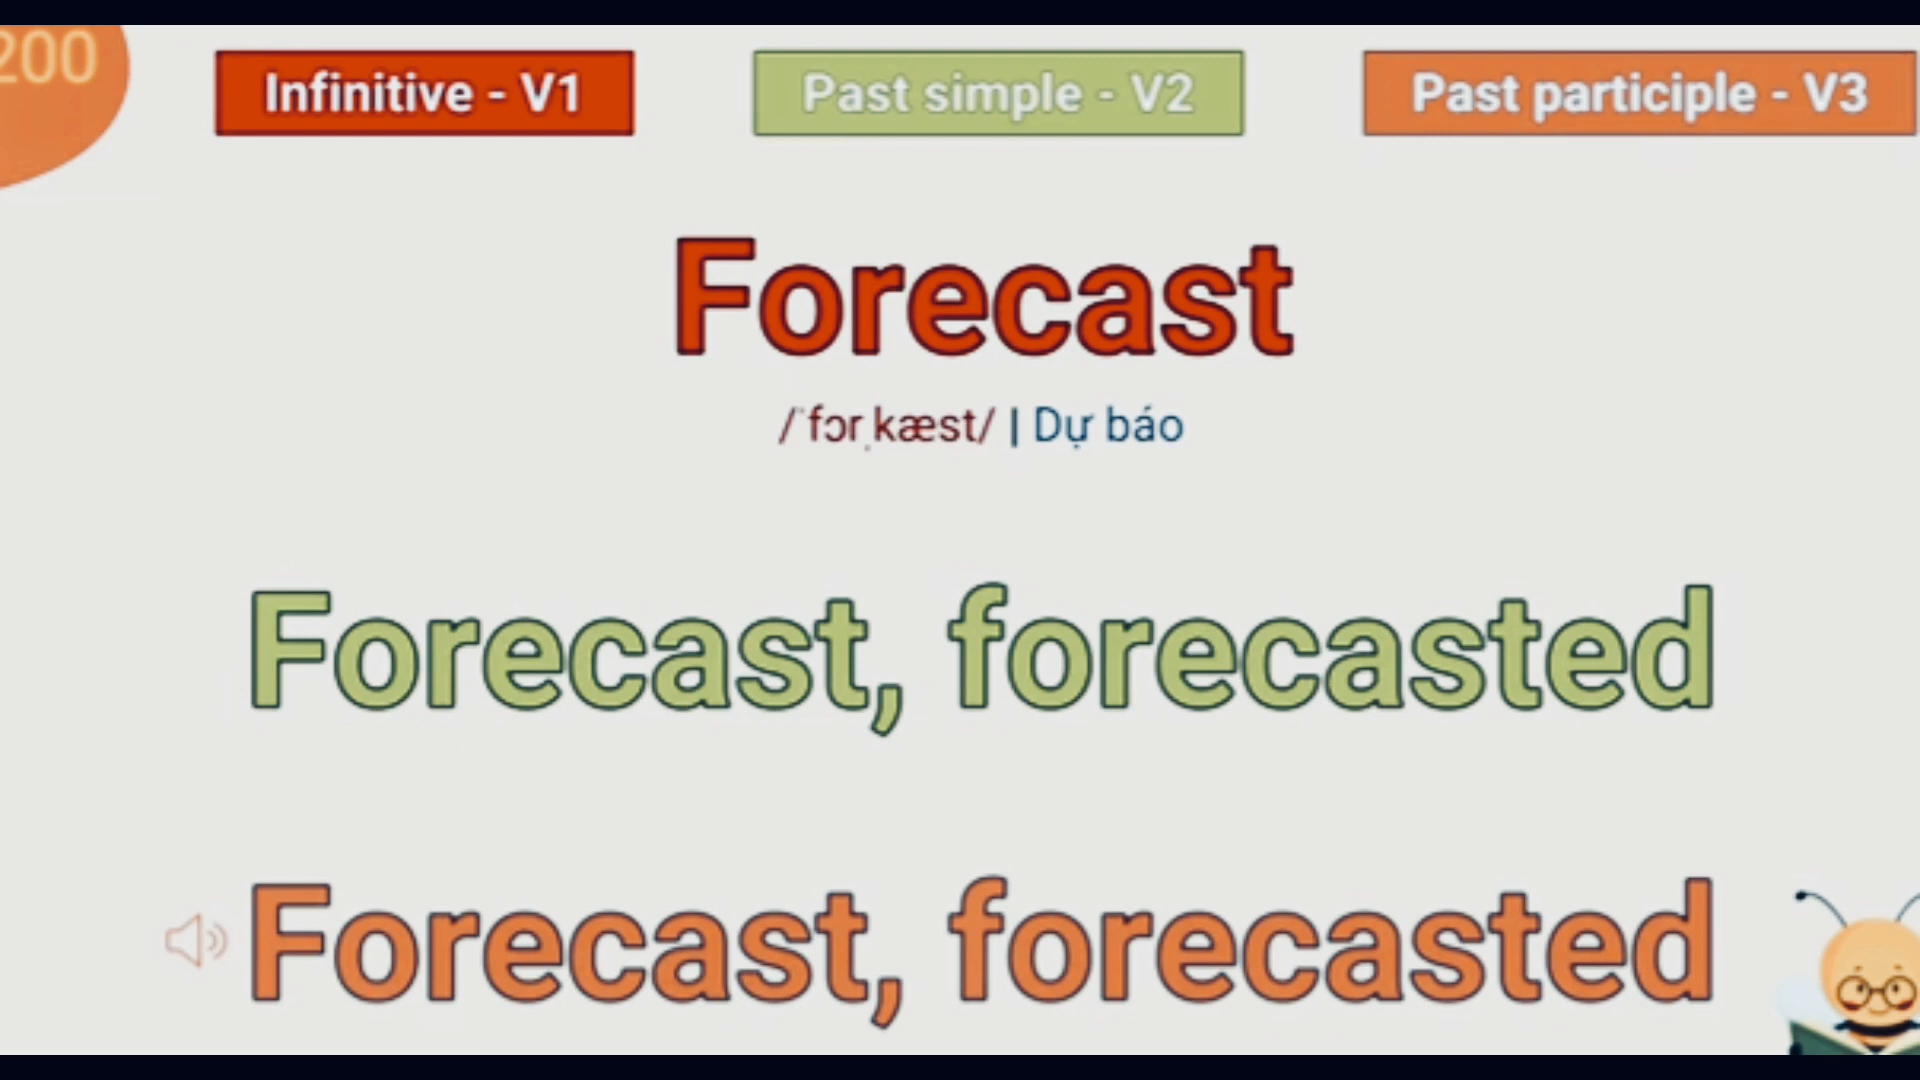 200
Infinitive - V1
Past simple - V2
Past participle - V3
Forecast
/ˈfɔrˌkæst/ | Dự báo
Forecast, forecasted
Forecast, forecasted